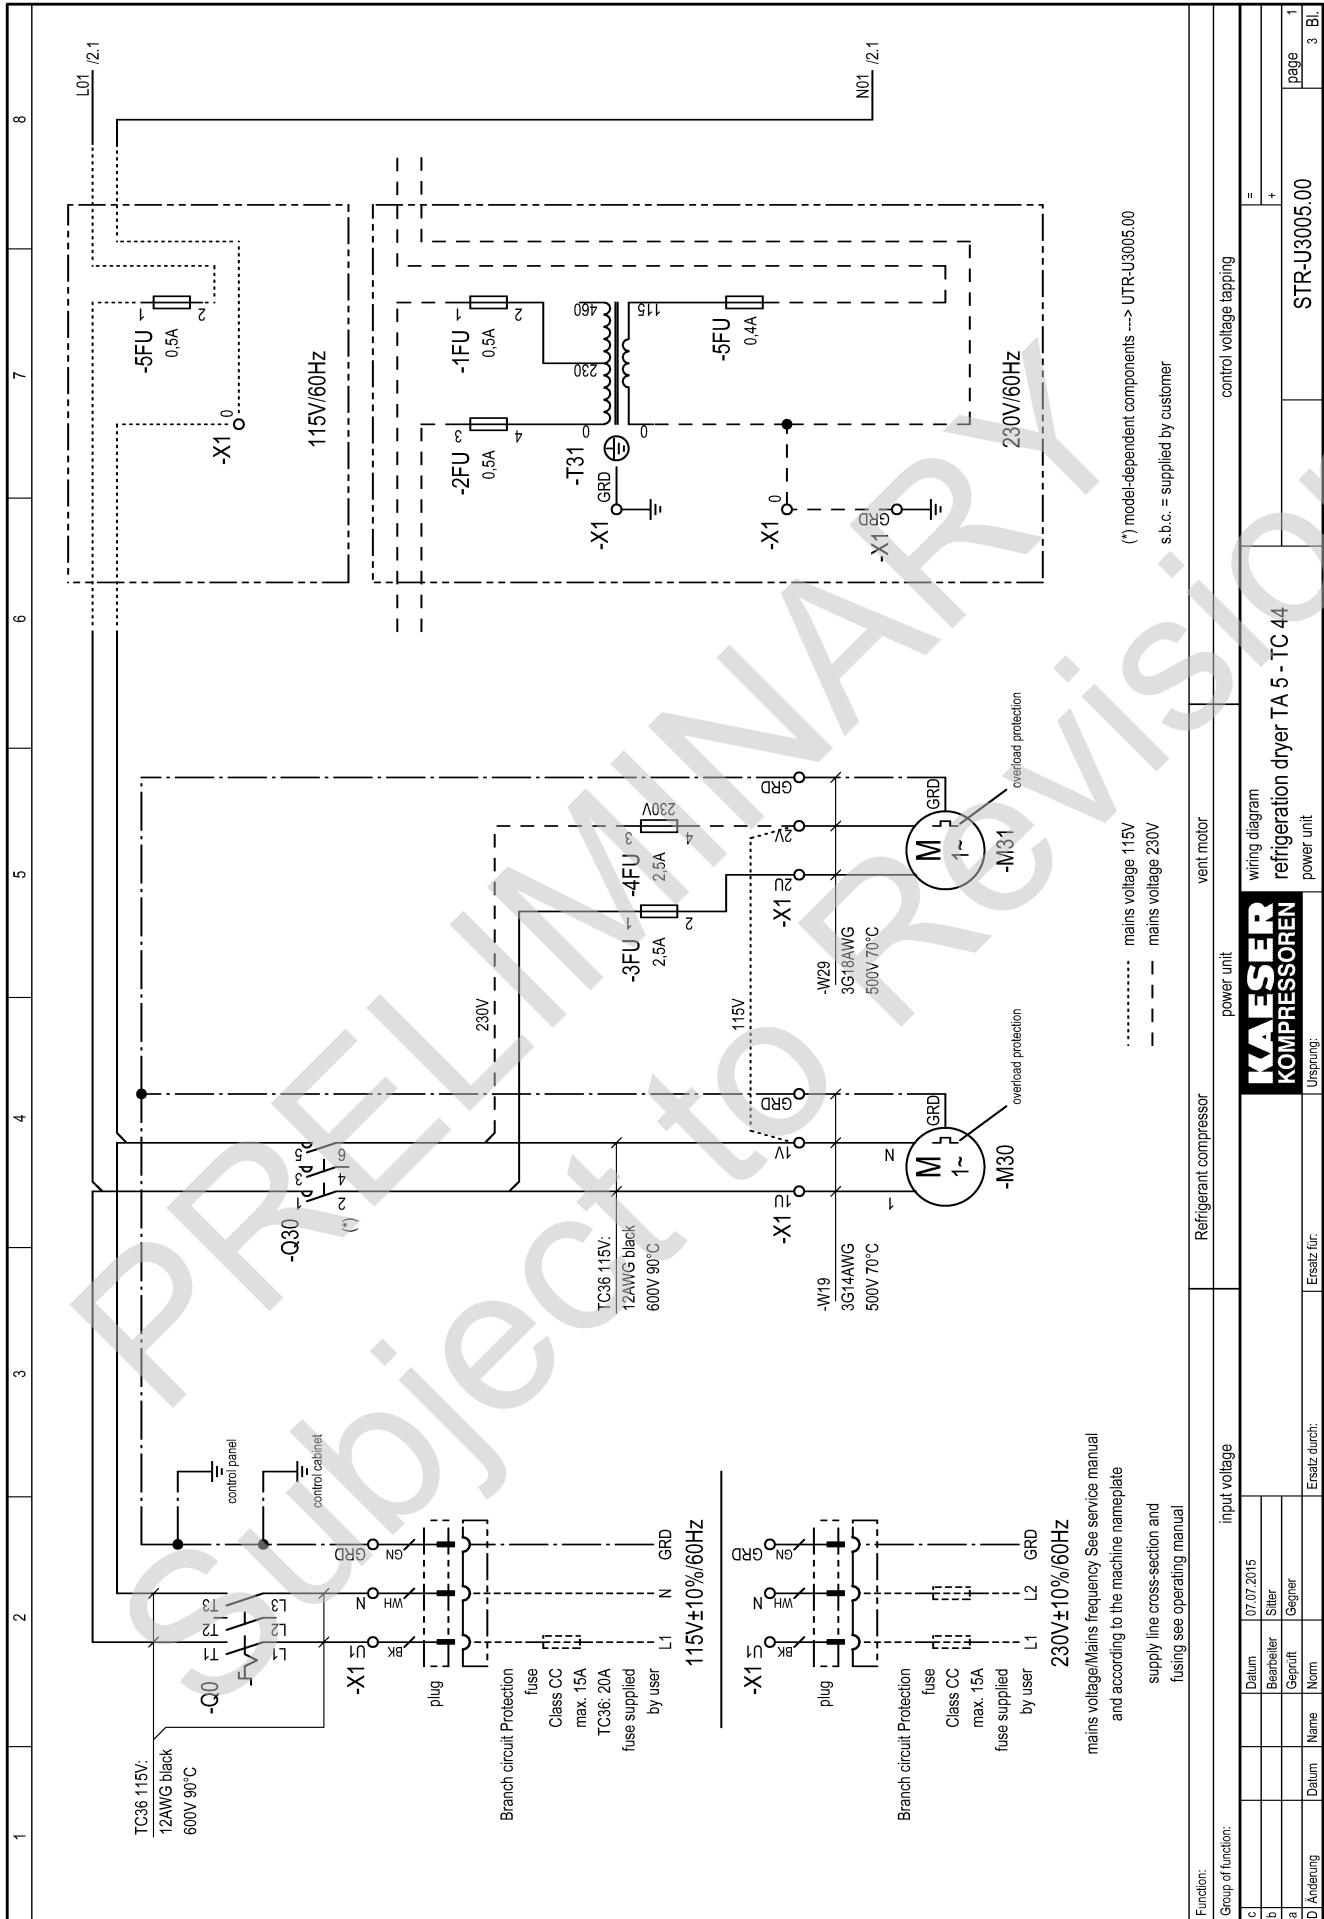 1
2
3
4
5
6
7
8
L01 /2.1
N01 /2.1
TC36 115V:
12AWG black
600V 90°C
-Q0
T1
T2
T3
L1
L2
L3
control panel
control cabinet
-X1
U1
N
GRD
BK
WH
GN
plug
Branch circuit Protection
fuse
Class CC
max. 15A
TC36: 20A
fuse supplied
by user
L1
N
GRD
115V±10%/60Hz
-X1
U1
N
GRD
BK
WH
GN
plug
Branch circuit Protection
fuse
Class CC
max. 15A
fuse supplied
by user
L1
L2
GRD
230V±10%/60Hz
mains voltage/Mains frequency See service manual
and according to the machine nameplate
supply line cross-section and
fusing see operating manual
-Q30
(*)
1
3
5
2
4
6
TC36 115V:
12AWG black
600V 90°C
-X1
1U
1V
GRD
-W19
3G14AWG
500V 70°C
1
N
GRD
M
1~
-M30
overload protection
230V
115V
-3FU
1
2
2,5A
-4FU
3
4
2,5A
230V
-X1
2U
2V
GRD
-W29
3G18AWG
500V 70°C
GRD
M
1~
-M31
overload protection
mains voltage 115V
mains voltage 230V
-5FU
1
2
0,5A
-X1
0
115V/60Hz
-2FU
3
4
0,5A
-1FU
1
2
0,5A
-T31
0
230
460
0
115
GRD
-X1
-5FU
0,4A
-X1
0
GRD
-X1
230V/60Hz
(*) model-dependent components ---> UTR-U3005.00
s.b.c. = supplied by customer
PRELIMINARY
Subject to Revision
Function:
Refrigerant compressor
vent motor
Group of function:
input voltage
power unit
control voltage tapping
c
b
a
D
Änderung
Datum
Name
Datum
07.07.2015
Bearbeiter
Sitter
Geprüft
Gegner
Norm
Ersatz durch:
Ersatz für:
Ursprung:
KAESER
KOMPRESSOREN
wiring diagram
refrigeration dryer TA 5 - TC 44
power unit
=
+
STR-U3005.00
page
1
3 Bl.